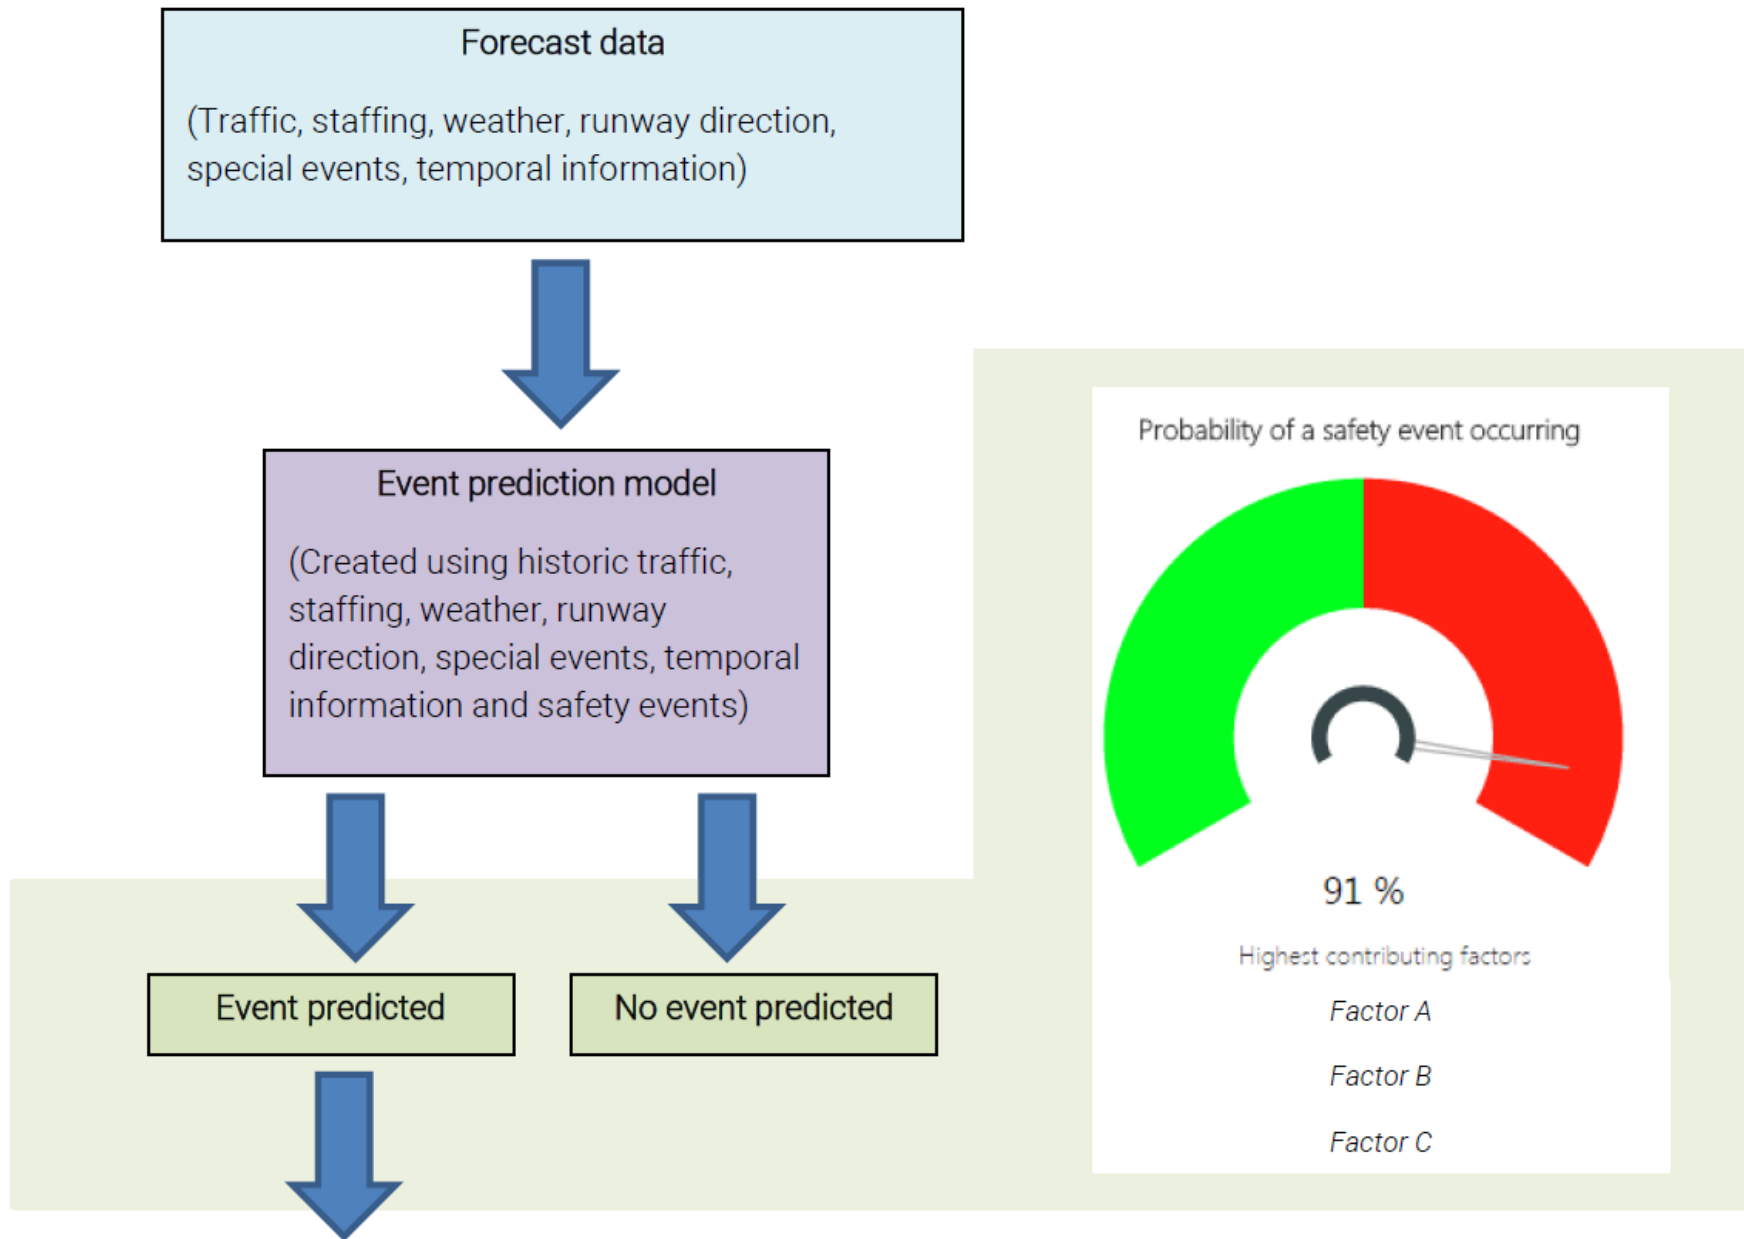 Forecast data
(Traffic, staffing, weather, runway direction,
special events, temporal information)
Event prediction model
(Created using historic traffic,
staffing, weather, runway
direction, special events, temporal
information and safety events)
Event predicted
No event predicted
Probability of a safety event occurring
91 %
Highest contributing factors
Factor A
Factor B
Factor C